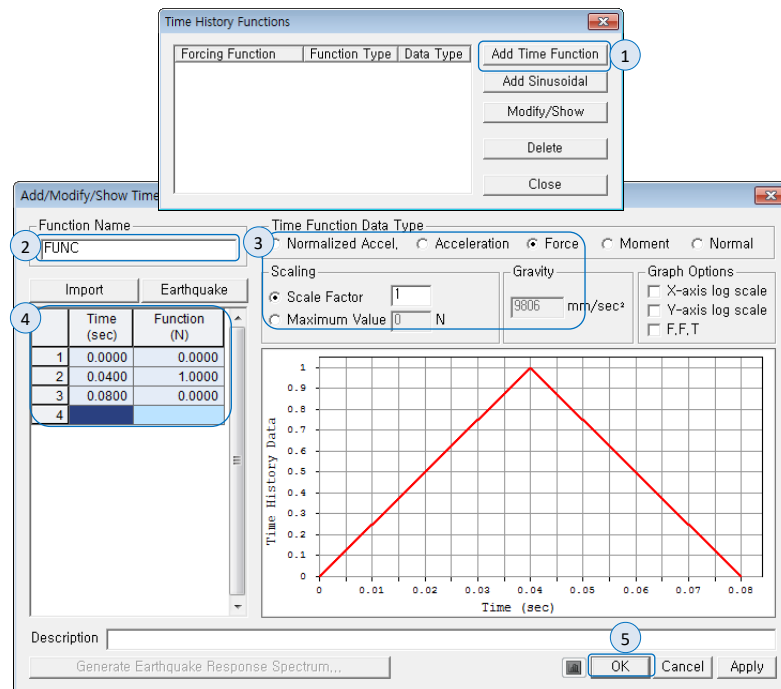 Time History Functions
Forcing Function Function Type Data Type
Add Time Function
1
Add Sinusoidal
Modify/Show
Delete
Close
Add/Modify/Show Time
Function Name
2
FUNC
Import Earthquake
4
Time (sec) Function (N)
1 0.0000 0.0000
2 0.0400 1.0000
3 0.0800 0.0000
4
Time Function Data Type
3
Normalized Accel, Acceleration Force Moment Normal
Scaling
Scale Factor 1
Maximum Value 0 N
Gravity
9806 mm/sec²
Graph Options
X-axis log scale
Y-axis log scale
F,F,T
Time History Data
1
0.9
0.8
0.7
0.6
0.5
0.4
0.3
0.2
0.1
0
0 0.01 0.02 0.03 0.04 0.05 0.06 0.07 0.08
Time (sec)
Description
5
Generate Earthquake Response Spectrum,,,
OK Cancel Apply